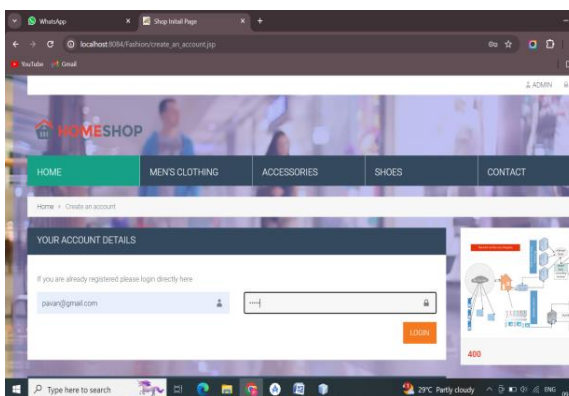 WhatsApp
Shop Initail Page
localhost:8084/Fashion/create_an_account.jsp
YouTube
Gmail
ADMIN
HOMESHOP
HOME
MEN'S CLOTHING
ACCESSORIES
SHOES
CONTACT
Home
Create an account
YOUR ACCOUNT DETAILS
If you are already registered please login directly here
pavan@gmail.com
LOGIN
400
Type here to search
29°C Partly cloudy
ENG